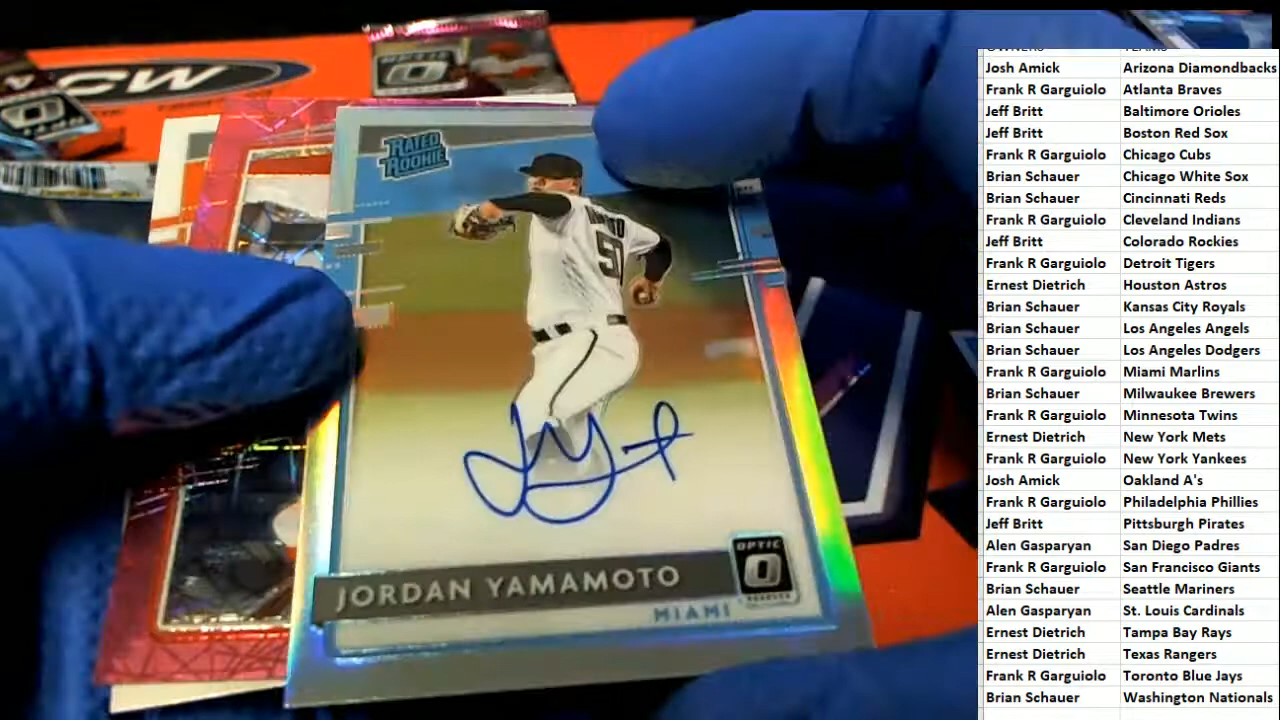 CW
OPTIC
RATED
ROOKIE
50
JORDAN YAMAMOTO
OPTIC
MIAMI
OWNERS TEAMS
Josh Amick Arizona Diamondbacks
Frank R Garguiolo Atlanta Braves
Jeff Britt Baltimore Orioles
Jeff Britt Boston Red Sox
Frank R Garguiolo Chicago Cubs
Brian Schauer Chicago White Sox
Brian Schauer Cincinnati Reds
Frank R Garguiolo Cleveland Indians
Jeff Britt Colorado Rockies
Frank R Garguiolo Detroit Tigers
Ernest Dietrich Houston Astros
Brian Schauer Kansas City Royals
Brian Schauer Los Angeles Angels
Brian Schauer Los Angeles Dodgers
Frank R Garguiolo Miami Marlins
Brian Schauer Milwaukee Brewers
Frank R Garguiolo Minnesota Twins
Ernest Dietrich New York Mets
Frank R Garguiolo New York Yankees
Josh Amick Oakland A's
Frank R Garguiolo Philadelphia Phillies
Jeff Britt Pittsburgh Pirates
Alen Gasparyan San Diego Padres
Frank R Garguiolo San Francisco Giants
Brian Schauer Seattle Mariners
Alen Gasparyan St. Louis Cardinals
Ernest Dietrich Tampa Bay Rays
Ernest Dietrich Texas Rangers
Frank R Garguiolo Toronto Blue Jays
Brian Schauer Washington Nationals